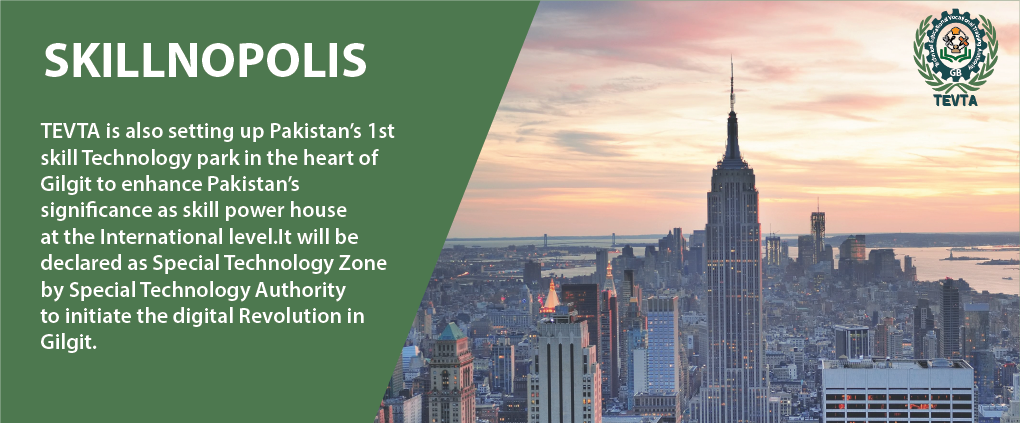 SKILLNOPOLIS
TEVTA is also setting up Pakistan's 1st
skill Technology park in the heart of
Gilgit to enhance Pakistan's
significance as skill power house
at the International level.It will be
declared as Special Technology Zone
by Special Technology Authority
to initiate the digital Revolution in
Gilgit.
GB
TEVTA